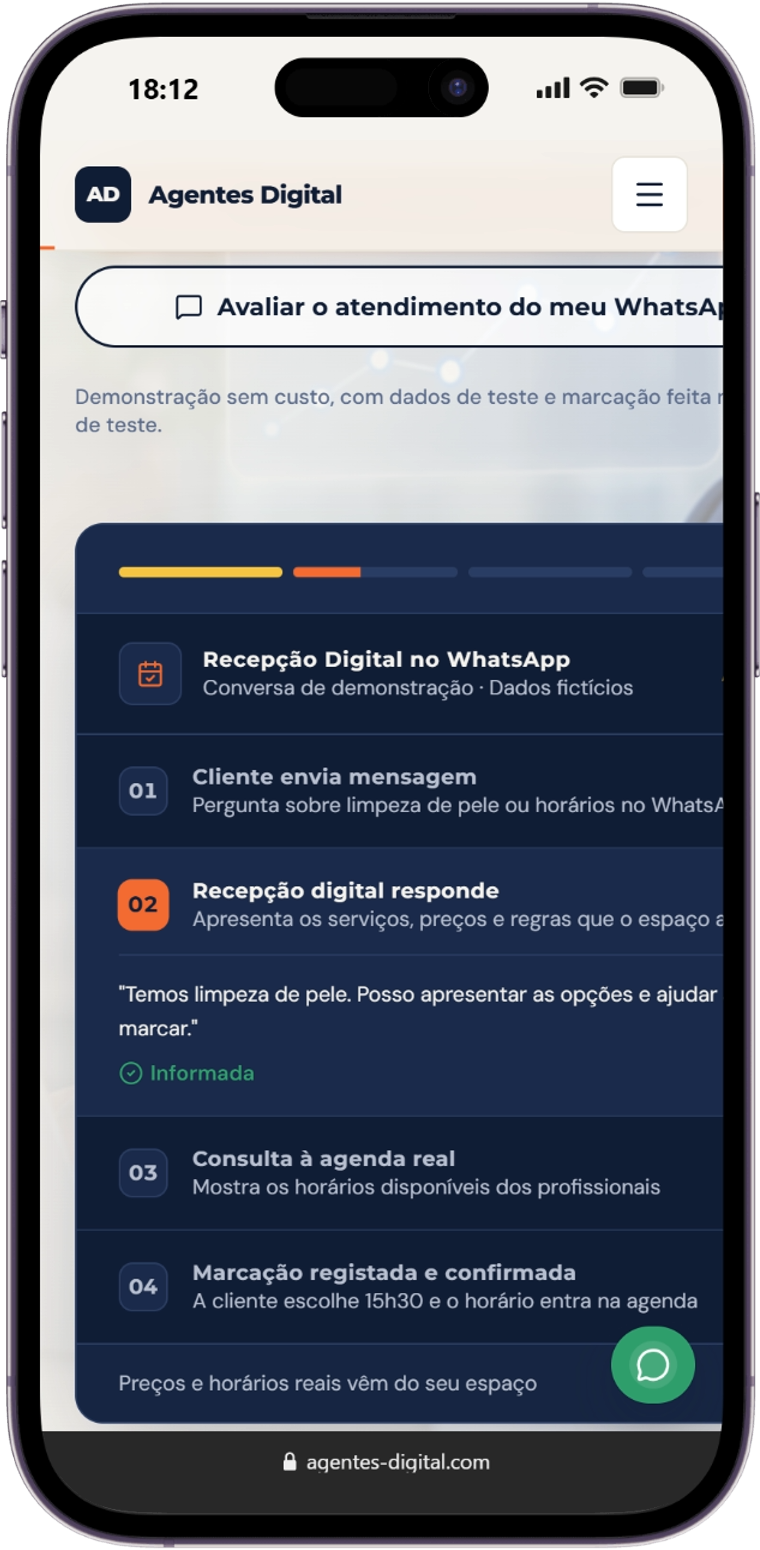 18:12
AD Agentes Digital
Avaliar o atendimento do meu WhatsAp
Demonstração sem custo, com dados de teste e marcação feita
de teste.
Recepção Digital no WhatsApp
Conversa de demonstração · Dados fictícios
01 Cliente envia mensagem
Pergunta sobre limpeza de pele ou horários no WhatsA
02 Recepção digital responde
Apresenta os serviços, preços e regras que o espaço a
"Temos limpeza de pele. Posso apresentar as opções e ajudar
marcar."
Informada
03 Consulta à agenda real
Mostra os horários disponíveis dos profissionais
04 Marcação registada e confirmada
A cliente escolhe 15h30 e o horário entra na agenda
Preços e horários reais vêm do seu espaço
agentes-digital.com